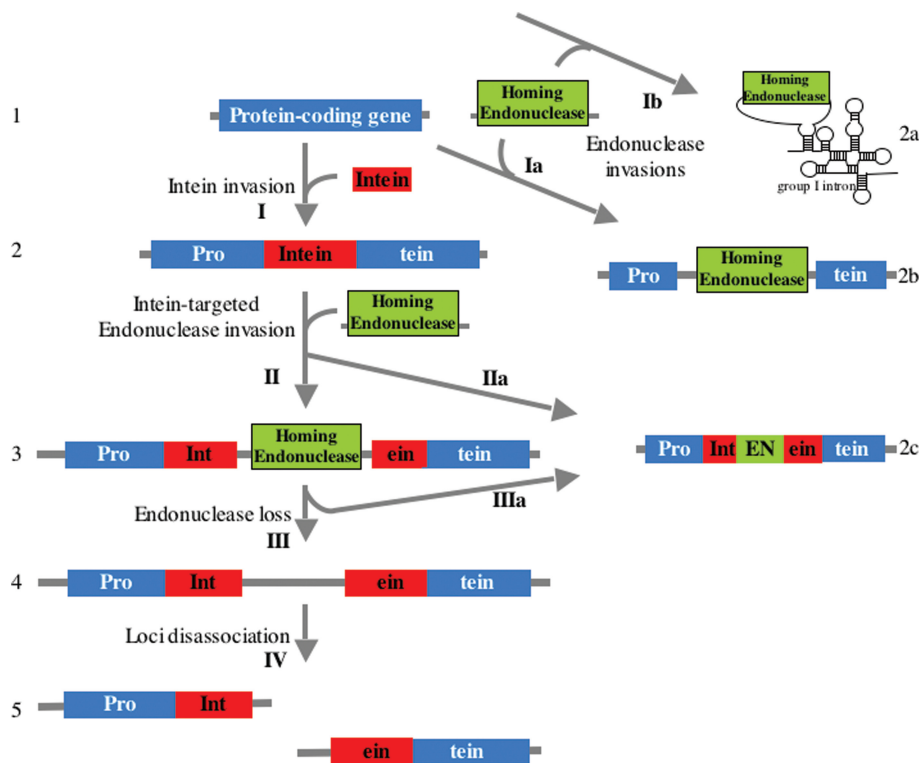 Ib
Homing
Endonuclease
Homing
Endonuclease
1
Protein-coding gene
2a
Endonuclease
invasions
Ia
Intein invasion
Intein
group I intron
I
2
Pro
Intein
tein
Homing
Endonuclease
Pro
tein
2b
Intein-targeted
Endonuclease invasion
Homing
Endonuclease
II
IIa
3
Pro
Int
Homing
Endonuclease
ein
tein
Pro
Int
EN
ein
tein
2c
IIIa
Endonuclease loss
III
4
Pro
Int
ein
tein
Loci disassociation
IV
5
Pro
Int
ein
tein